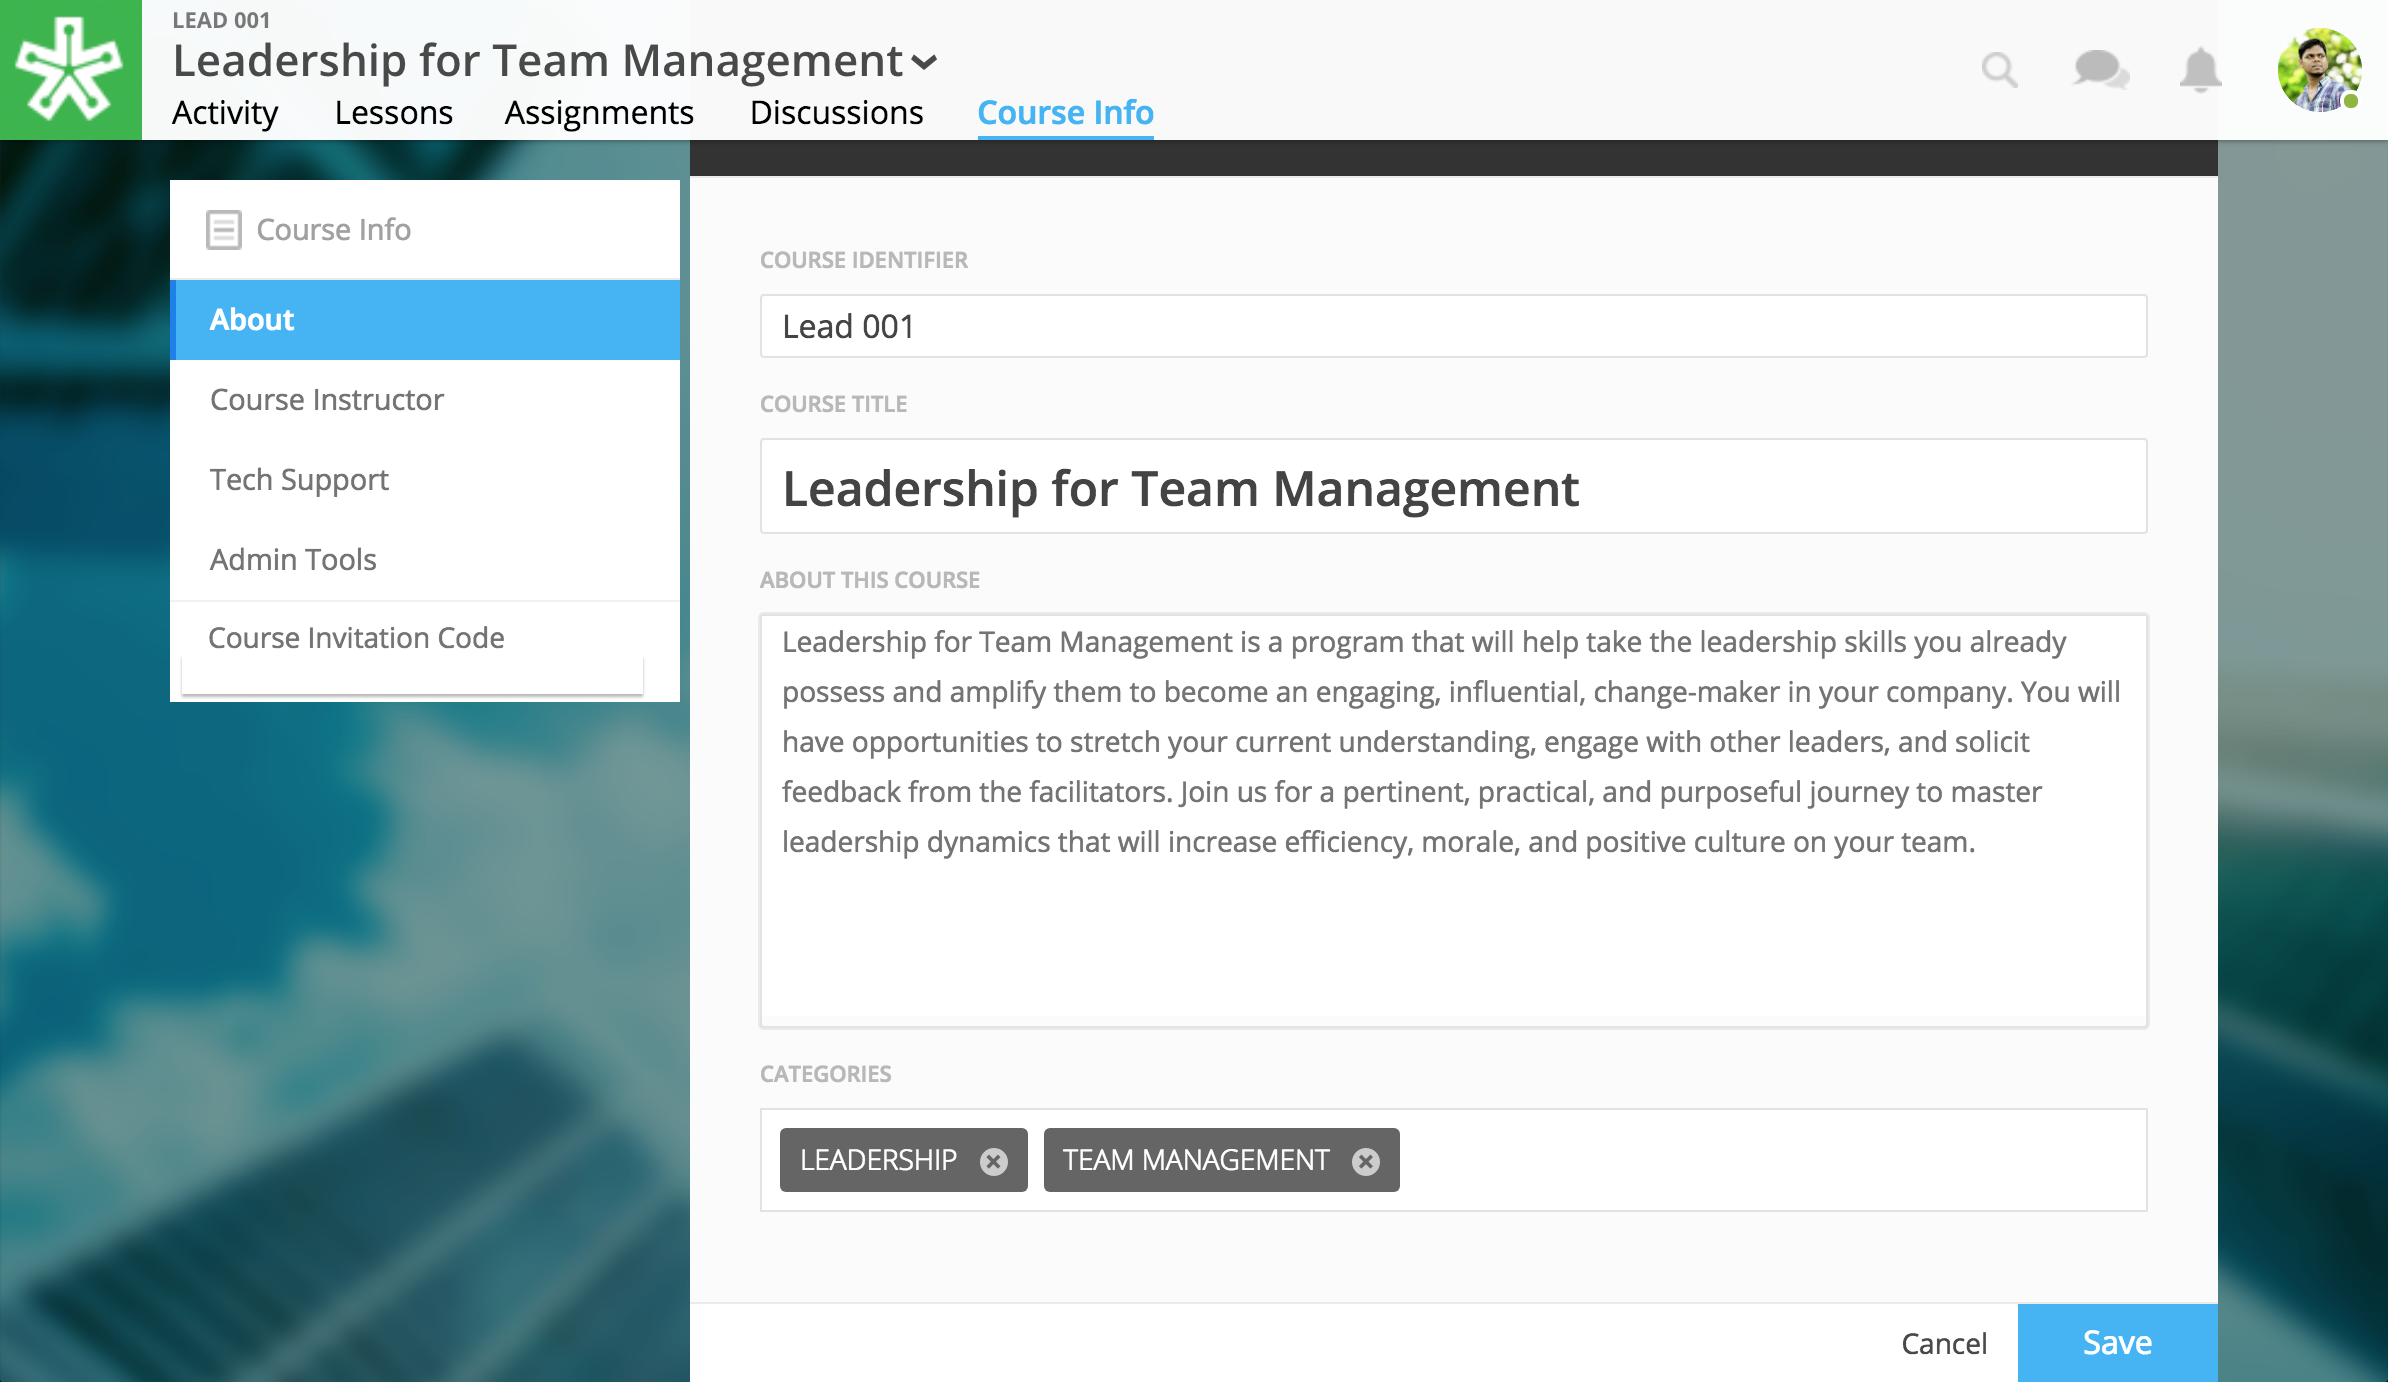 LEAD 001
Leadership for Team Management
Activity Lessons Assignments Discussions Course Info
Course Info
About
Course Instructor
Tech Support
Admin Tools
Course Invitation Code
COURSE IDENTIFIER
Lead 001
COURSE TITLE
Leadership for Team Management
ABOUT THIS COURSE
Leadership for Team Management is a program that will help take the leadership skills you already
possess and amplify them to become an engaging, influential, change-maker in your company. You will
have opportunities to stretch your current understanding, engage with other leaders, and solicit
feedback from the facilitators. Join us for a pertinent, practical, and purposeful journey to master
leadership dynamics that will increase efficiency, morale, and positive culture on your team.
CATEGORIES
LEADERSHIP TEAM MANAGEMENT
Cancel Save